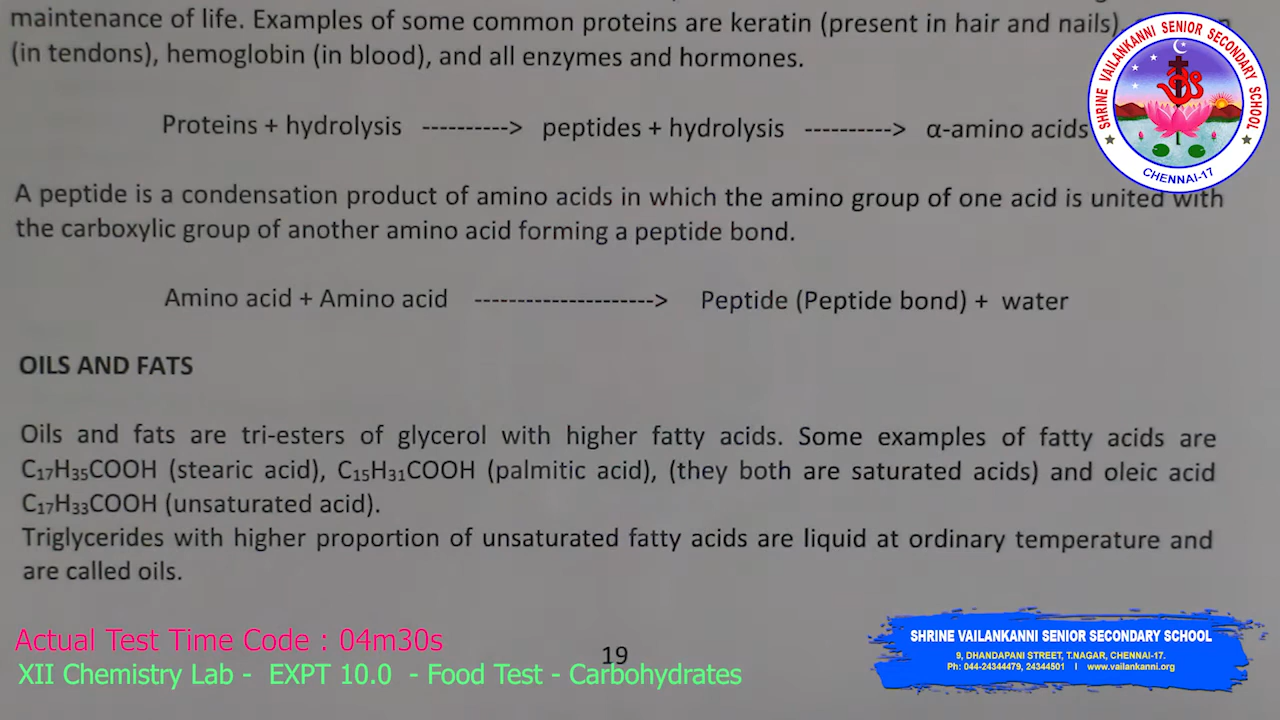 maintenance of life. Examples of some common proteins are keratin (present in hair and nails),
(in tendons), hemoglobin (in blood), and all enzymes and hormones.
Proteins + hydrolysis ----------> peptides + hydrolysis ----------> α-amino acids
A peptide is a condensation product of amino acids in which the amino group of one acid is united with
the carboxylic group of another amino acid forming a peptide bond.
Amino acid + Amino acid ---------------------> Peptide (Peptide bond) + water
OILS AND FATS
Oils and fats are tri-esters of glycerol with higher fatty acids. Some examples of fatty acids are
C₁₇H₃₅COOH (stearic acid), C₁₅H₃₁COOH (palmitic acid), (they both are saturated acids) and oleic acid
C₁₇H₃₃COOH (unsaturated acid).
Triglycerides with higher proportion of unsaturated fatty acids are liquid at ordinary temperature and
are called oils.
19
SHRINE VAILANKANNI SENIOR SECONDARY SCHOOL
CHENNAI-17
Actual Test Time Code : 04m30s
XII Chemistry Lab - EXPT 10.0 - Food Test - Carbohydrates
SHRINE VAILANKANNI SENIOR SECONDARY SCHOOL
9, DHANDAPANI STREET, T.NAGAR, CHENNAI-17.
Ph: 044-24344479, 24344501 I www.vailankanni.org